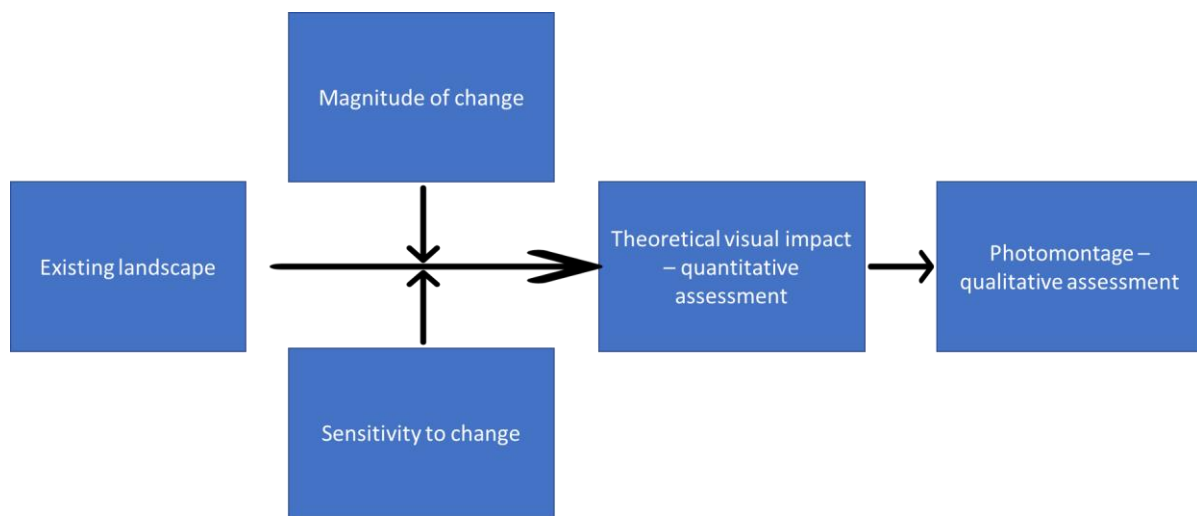 Magnitude of change
Existing landscape
Theoretical visual impact
– quantitative
assessment
Photomontage –
qualitative assessment
Sensitivity to change